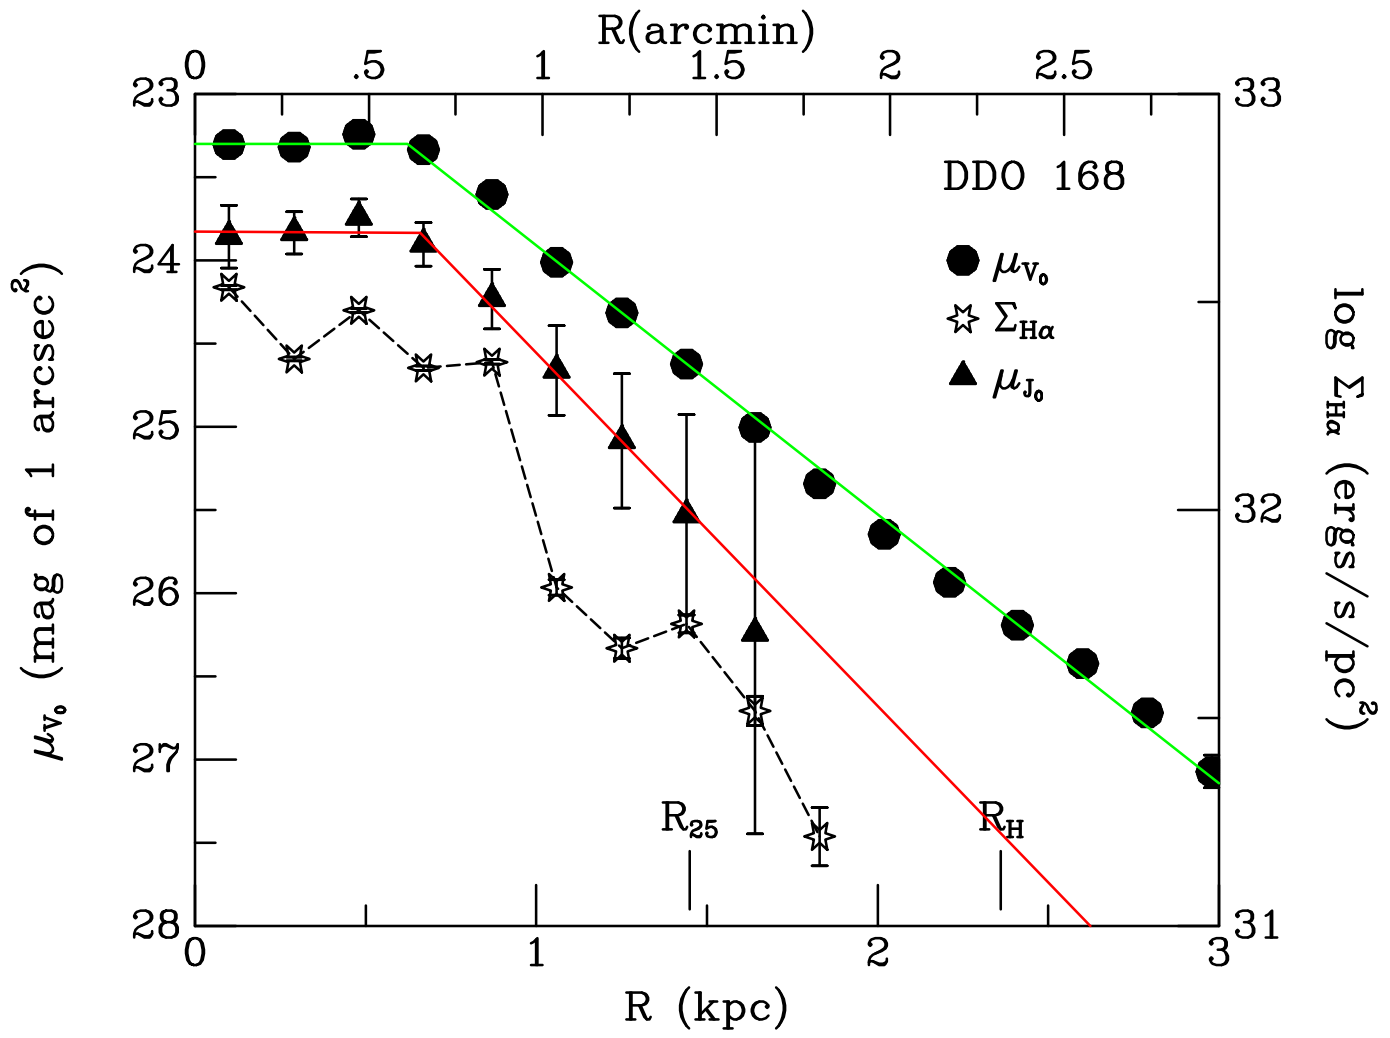 R(arcmin)
0 .5 1 1.5 2 2.5
23 33
DDO 168
μV₀
ΣHα
μJ₀
24
25
32
26
27
R₂₅ RH
28 31
0 1 2 3
R (kpc)
μV₀ (mag of 1 arcsec²)
log ΣHα (ergs/s/pc²)